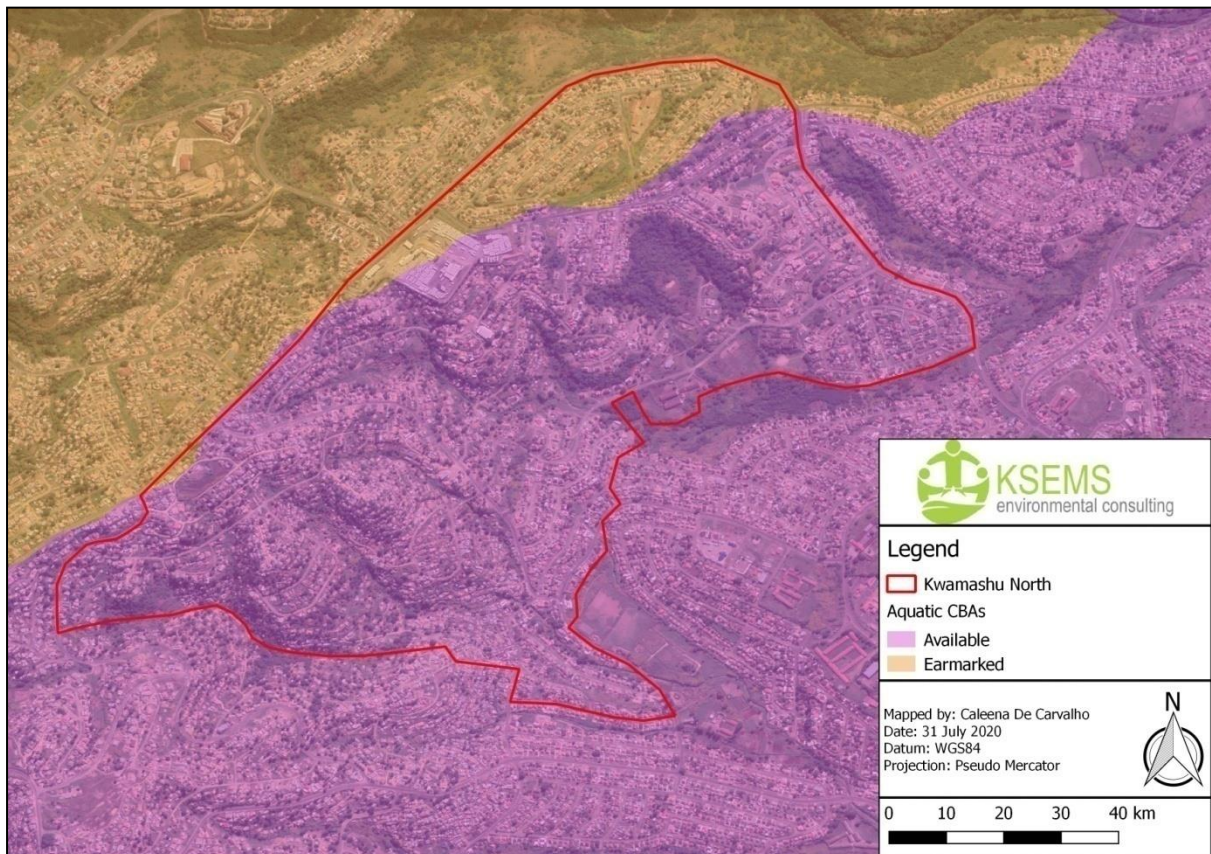 KSEMS
environmental consulting
Legend
Kwamashu North
Aquatic CBAs
Available
Earmarked
Mapped by: Caleena De Carvalho
Date: 31 July 2020
Datum: WGS84
Projection: Pseudo Mercator
N
0 10 20 30 40 km